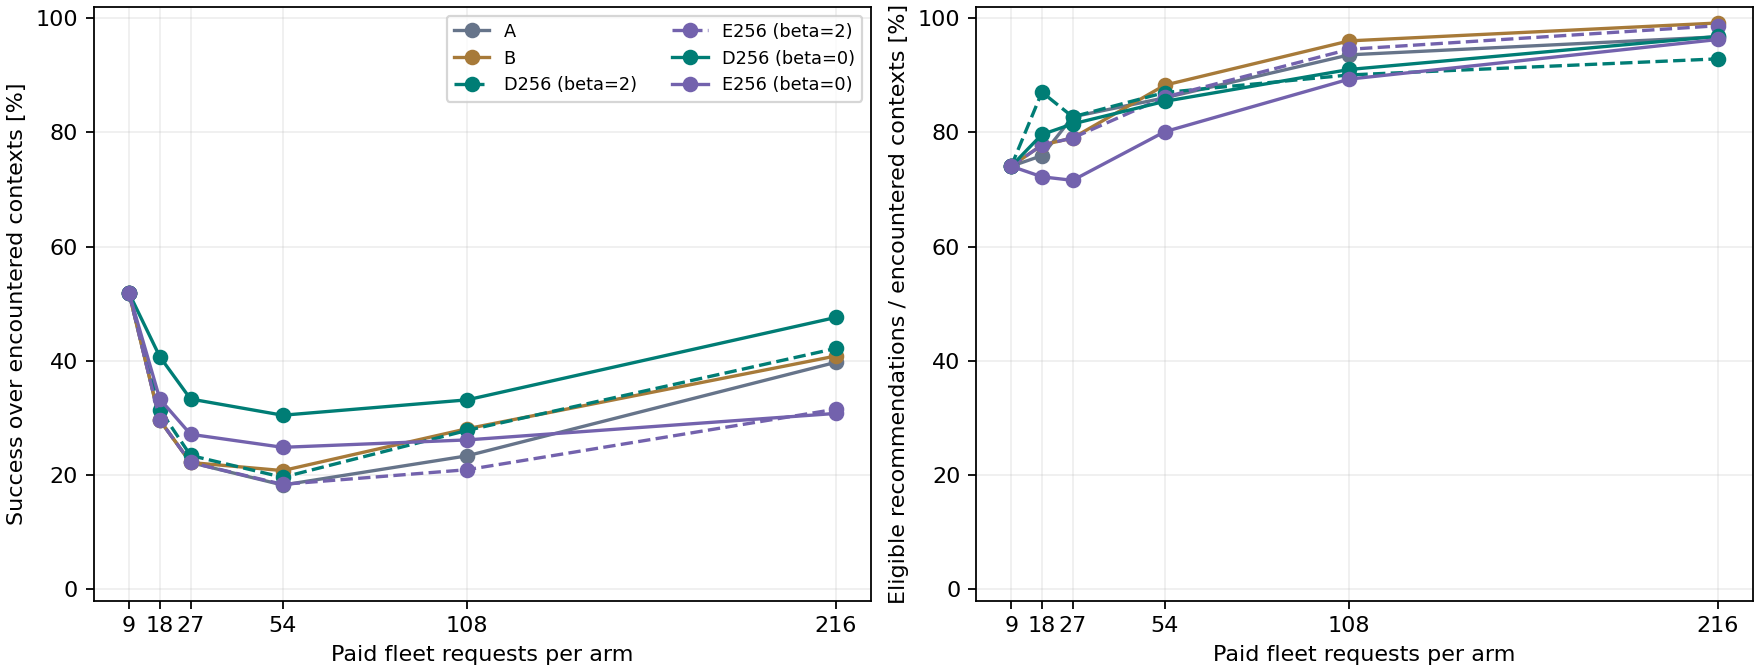 Success over encountered contexts [%]
100
80
60
40
20
0
A
B
D256 (beta=2)
E256 (beta=2)
D256 (beta=0)
E256 (beta=0)
9 18 27 54 108 216
Paid fleet requests per arm
Eligible recommendations / encountered contexts [%]
100
80
60
40
20
0
9 18 27 54 108 216
Paid fleet requests per arm